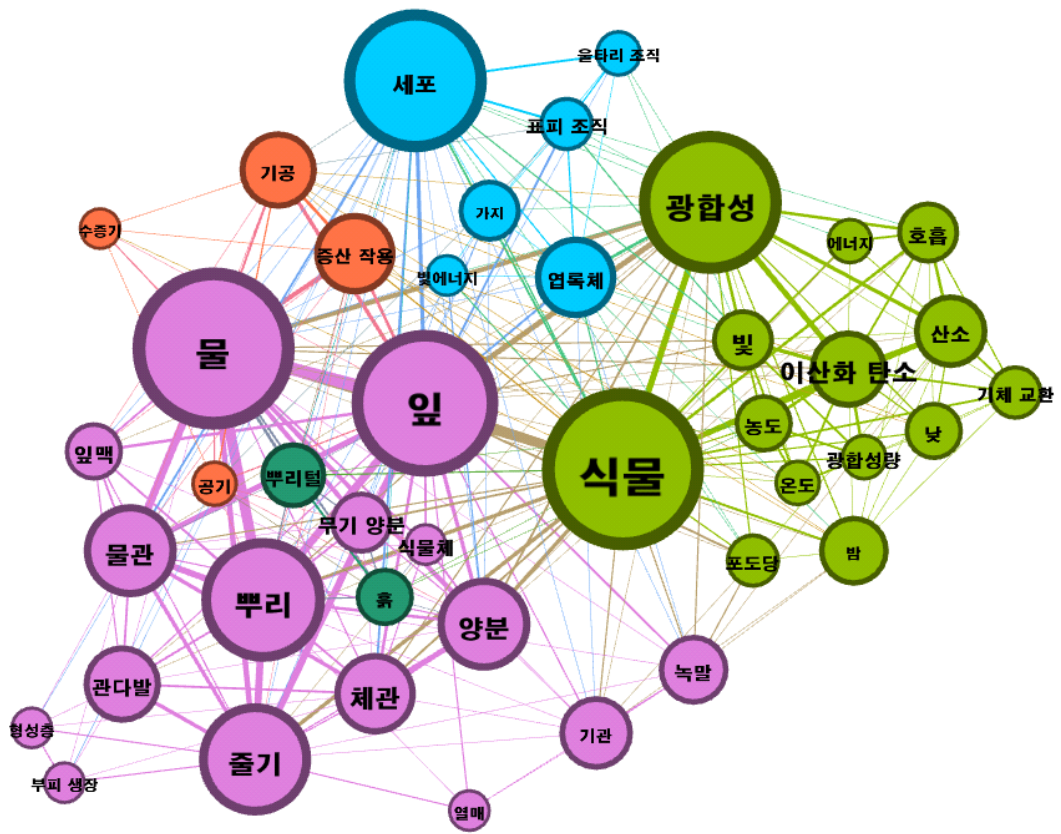 세포
울타리 조직
표피 조직
기공
광합성
가지
수증기
호흡
에너지
증산 작용
빛에너지
엽록체
산소
빛
물
이산화 탄소
기체 교환
잎
농도
낮
잎맥
광합성량
식물
뿌리털
공기
온도
무기 양분
식물체
물관
밤
포도당
흙
뿌리
양분
녹말
관다발
체관
형성층
기관
줄기
부피 생장
열매